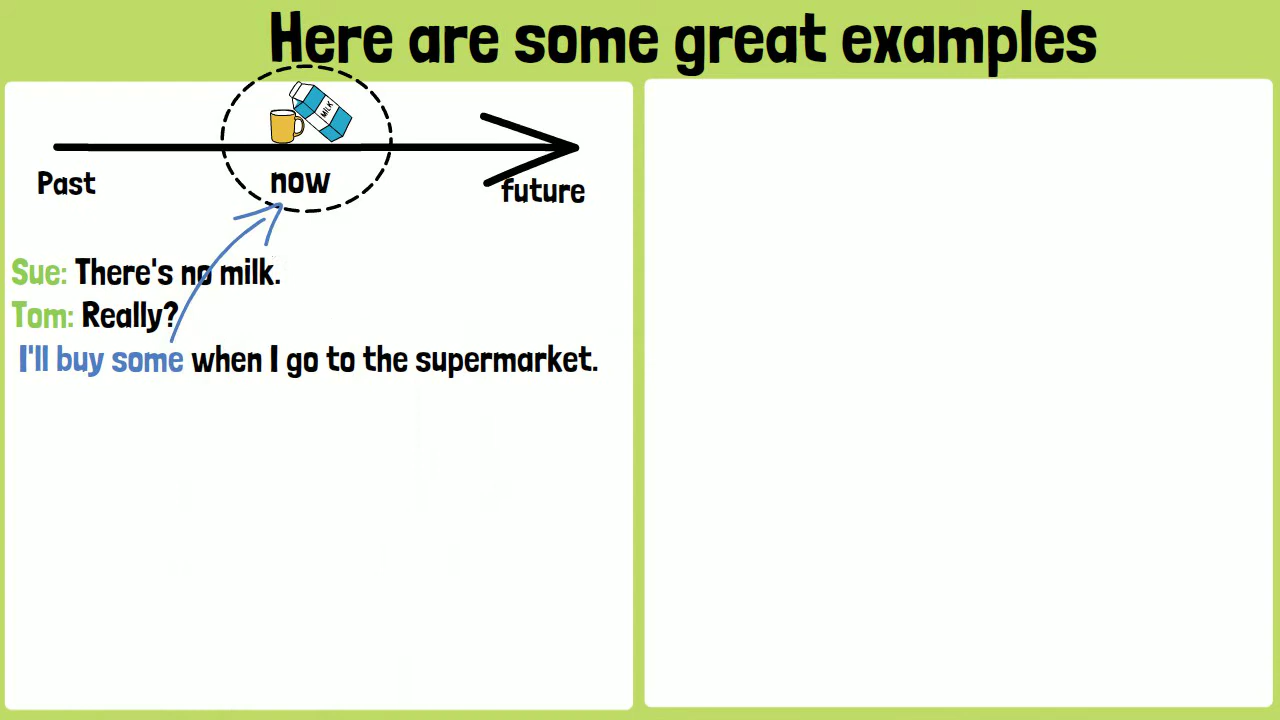 Here are some great examples
MILK
Past
now
future
Sue: There's no milk.
Tom: Really?
I'll buy some when I go to the supermarket.